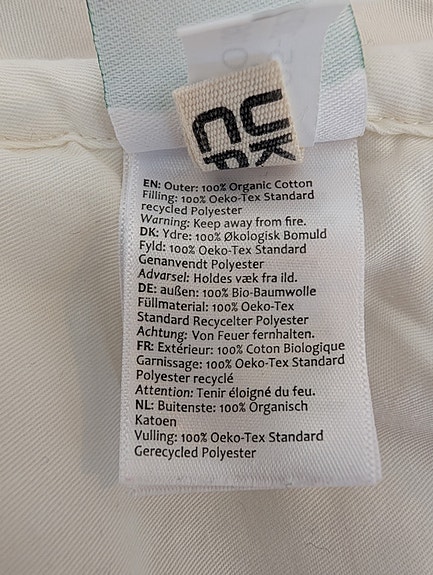 UK
CP
EN: Outer: 100% Organic Cotton
Filling: 100% Oeko-Tex Standard
recycled Polyester
Warning: Keep away from fire.
DK: Ydre: 100% Økologisk Bomuld
Fyld: 100% Oeko-Tex Standard
Genanvendt Polyester
Advarsel: Holdes væk fra ild.
DE: außen: 100% Bio-Baumwolle
Füllmaterial: 100% Oeko-Tex
Standard Recycelter Polyester
Achtung: Von Feuer fernhalten.
FR: Extérieur: 100% Coton Biologique
Garnissage: 100% Oeko-Tex Standard
Polyester recyclé
Attention: Tenir éloigné du feu.
NL: Buitenste: 100% Organisch
Katoen
Vulling: 100% Oeko-Tex Standard
Gerecycled Polyester